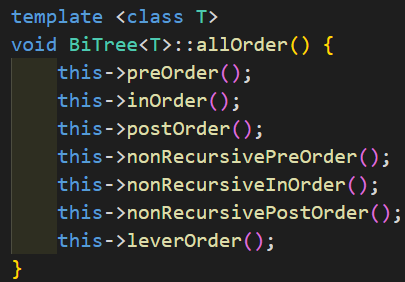 template <class T>
void BiTree<T>::allOrder() {
    this->preOrder();
    this->inOrder();
    this->postOrder();
    this->nonRecursivePreOrder();
    this->nonRecursiveInOrder();
    this->nonRecursivePostOrder();
    this->leverOrder();
}